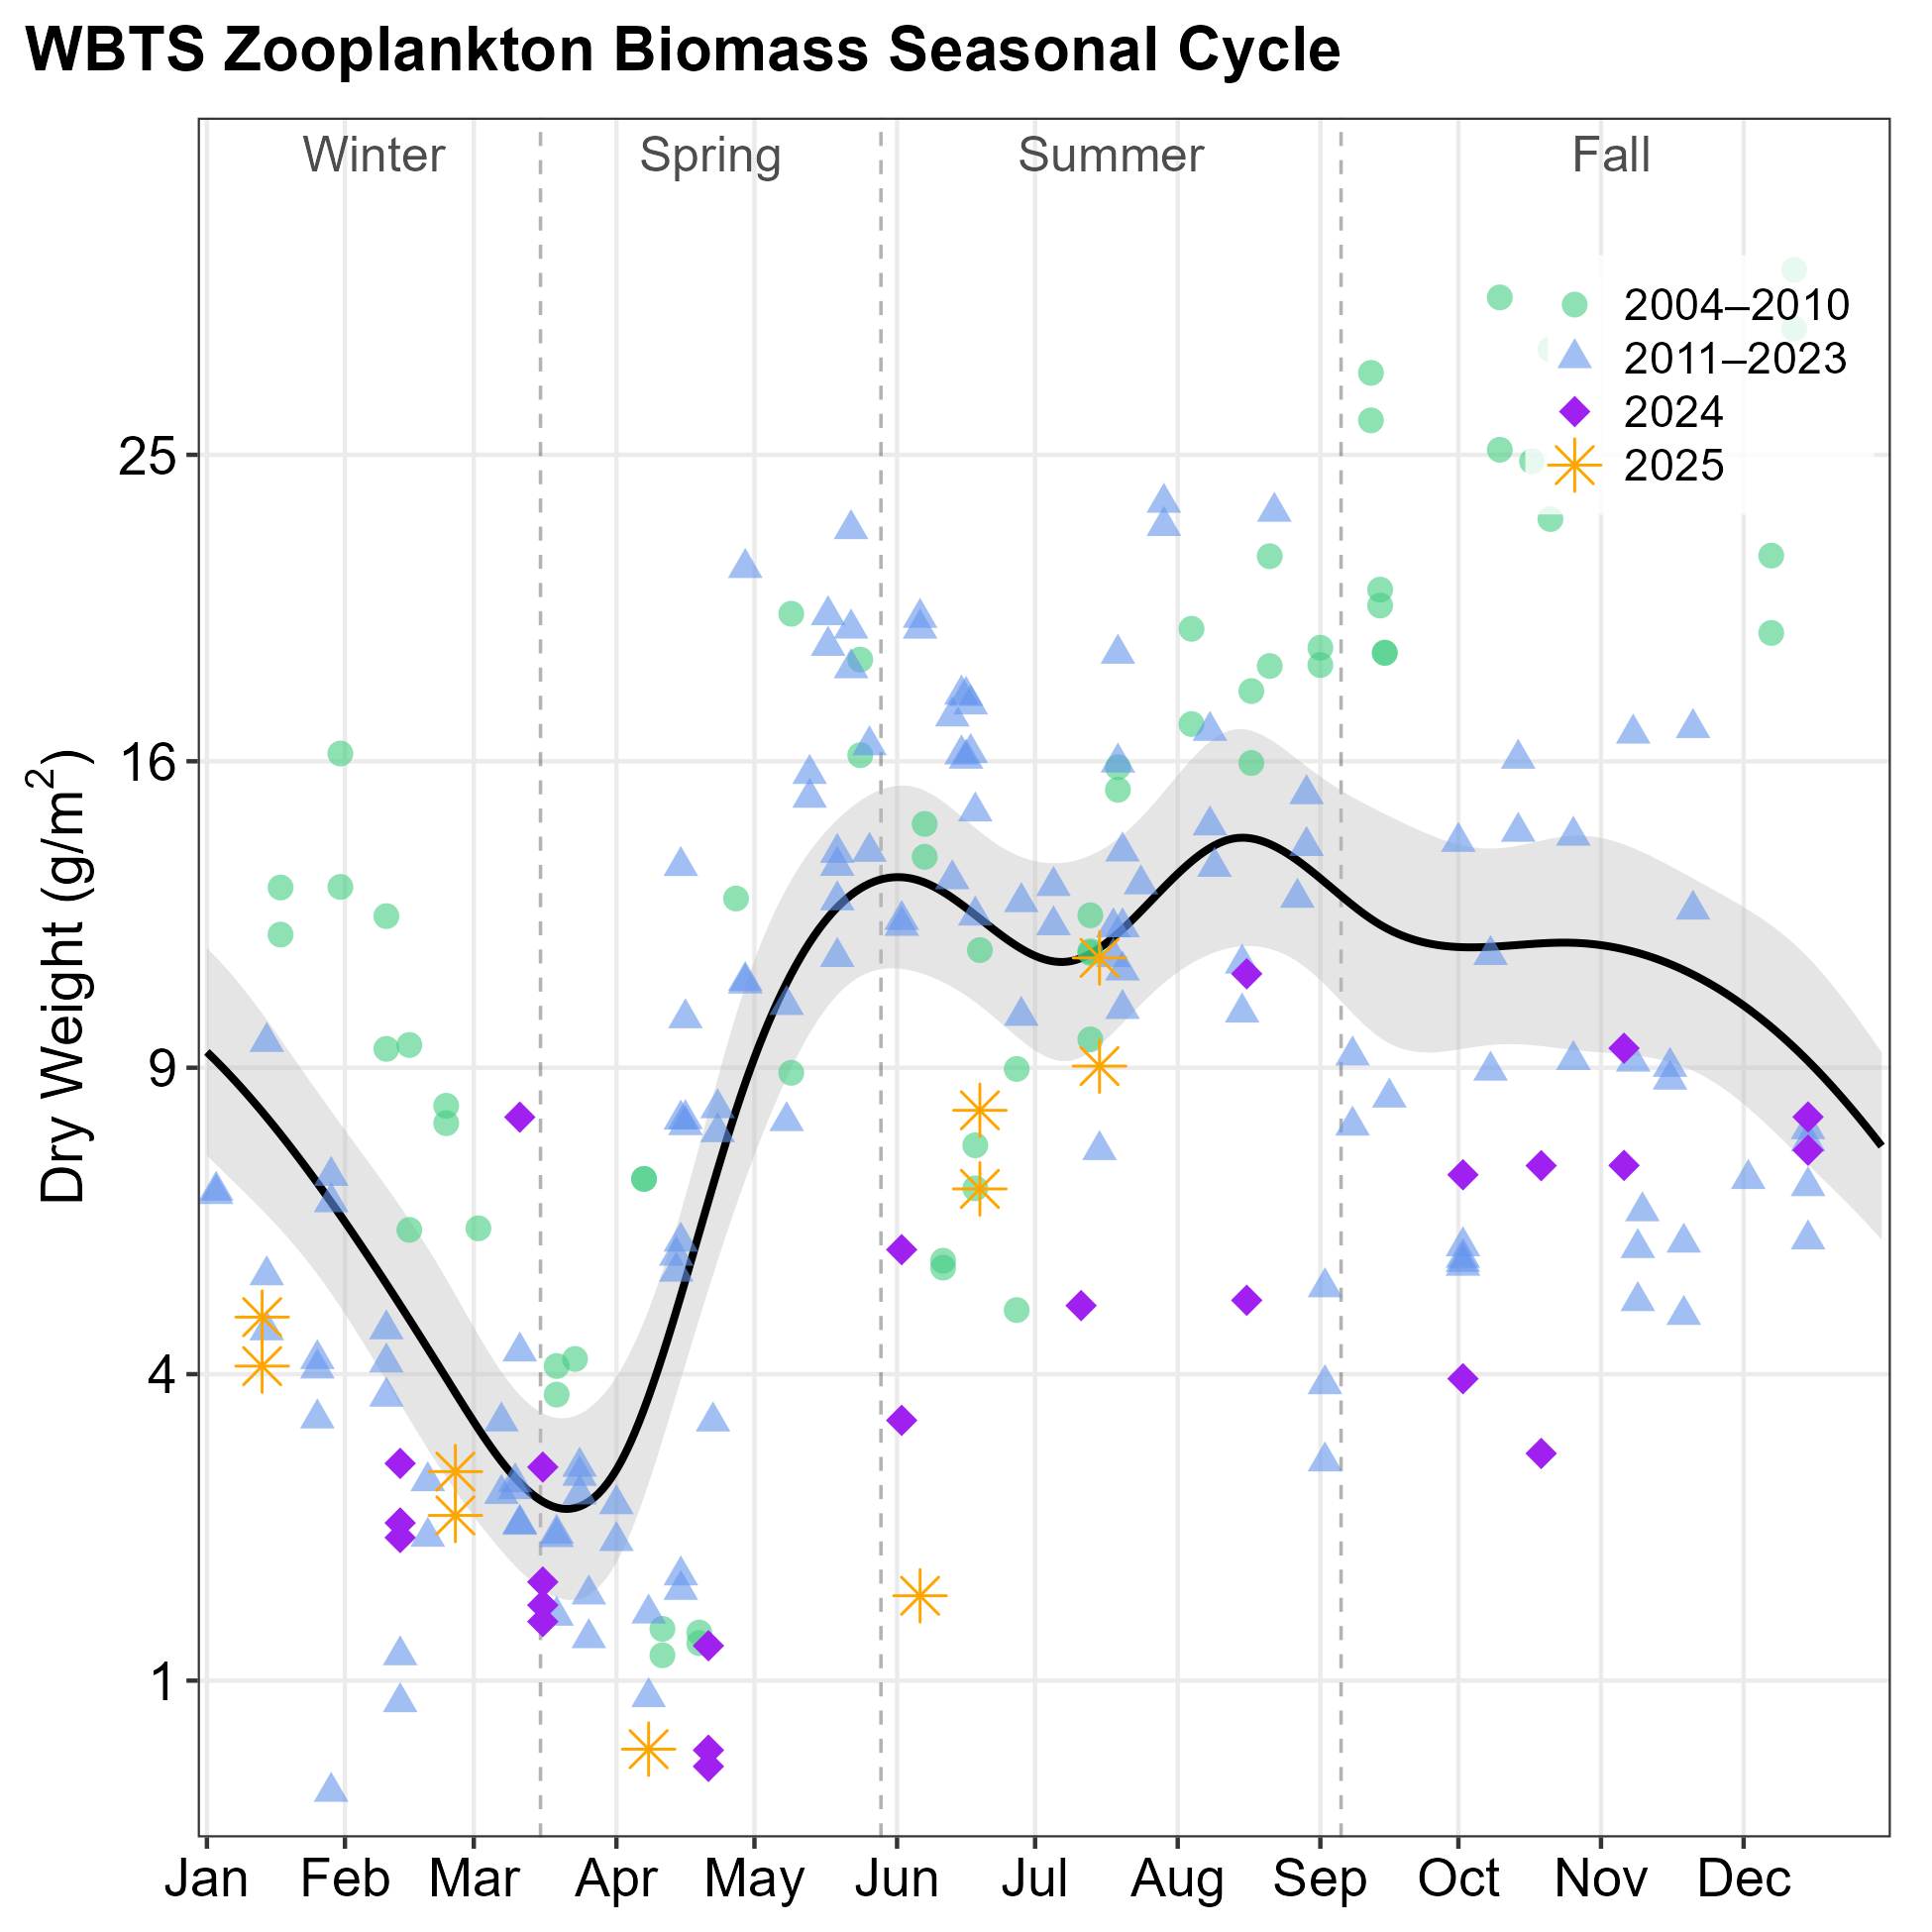 WBTS Zooplankton Biomass Seasonal Cycle
Winter Spring Summer Fall
2004–2010
2011–2023
2024
2025
25
16
9
4
1
Dry Weight (g/m²)
Jan Feb Mar Apr May Jun Jul Aug Sep Oct Nov Dec